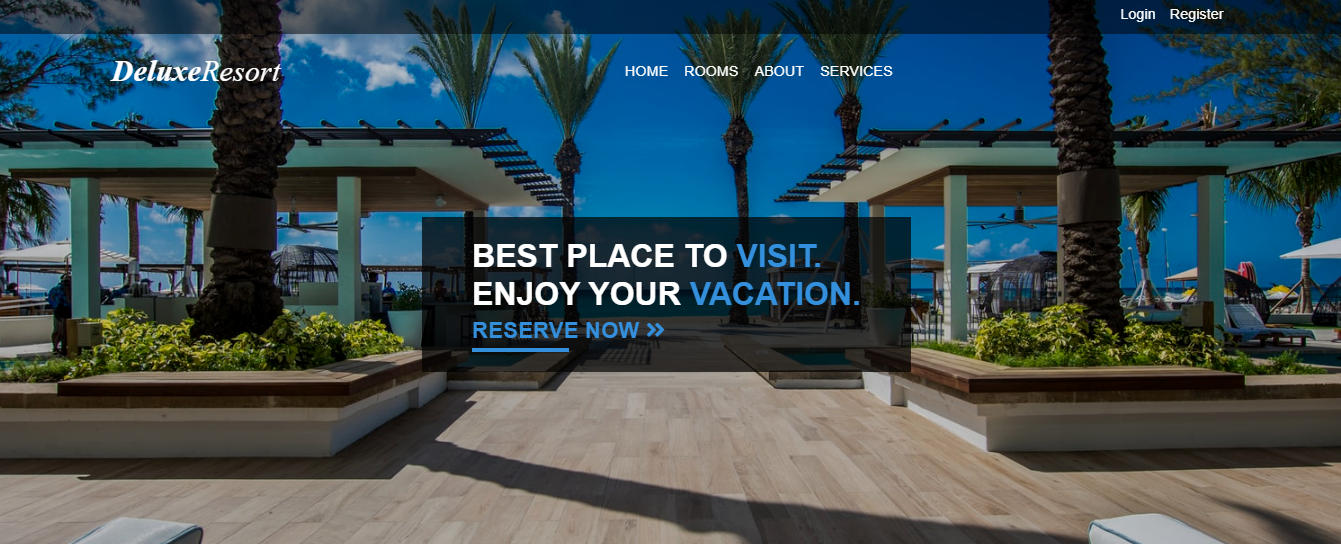 Login Register
DeluxeResort
HOME ROOMS ABOUT SERVICES
BEST PLACE TO VISIT.
ENJOY YOUR VACATION.
RESERVE NOW »